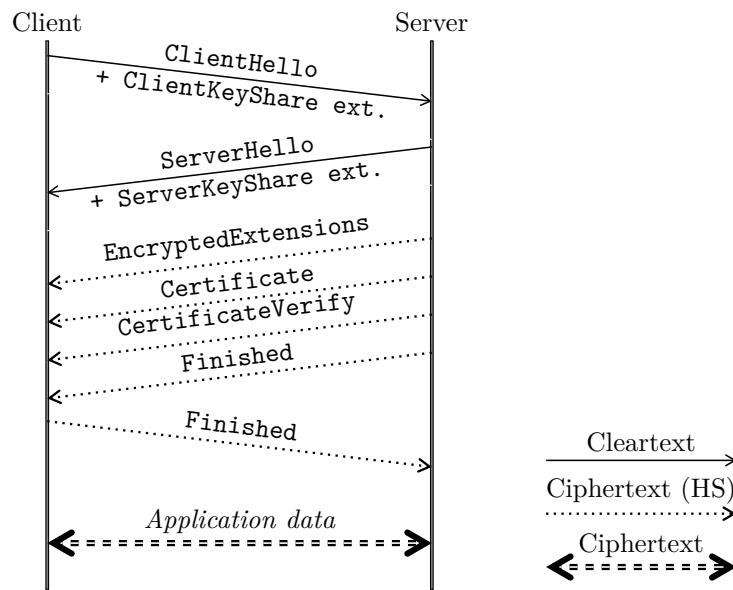 Client
Server
ClientHello
+ ClientKeyShare ext.
ServerHello
+ ServerKeyShare ext.
EncryptedExtensions
Certificate
CertificateVerify
Finished
Finished
Application data
Cleartext
Ciphertext (HS)
Ciphertext